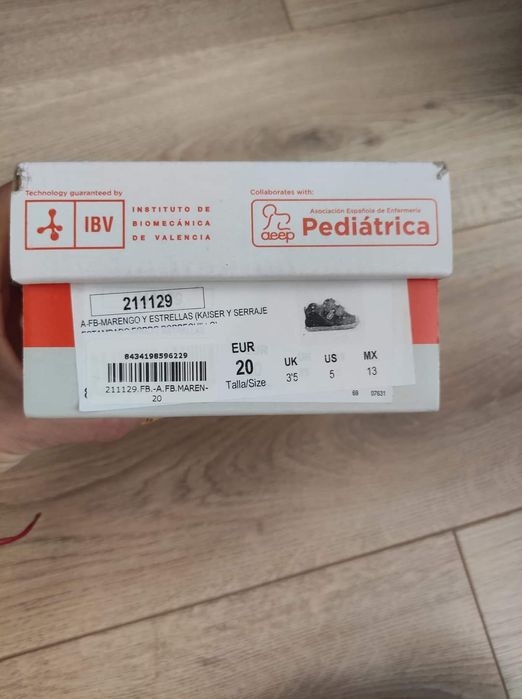 Technology guaranteed by
IBV
INSTITUTO DE
BIOMECÁNICA
DE VALENCIA
Collaborates with:
aeep
Asociación Española de Enfermería
Pediátrica
211129
A-FB-MARENGO Y ESTRELLAS (KAISER Y SERRAJE
8434198596229
211129.FB.-A.FB.MAREN-
20
EUR
20
Talla/Size
UK
3'5
US
5
MX
13
68 07631